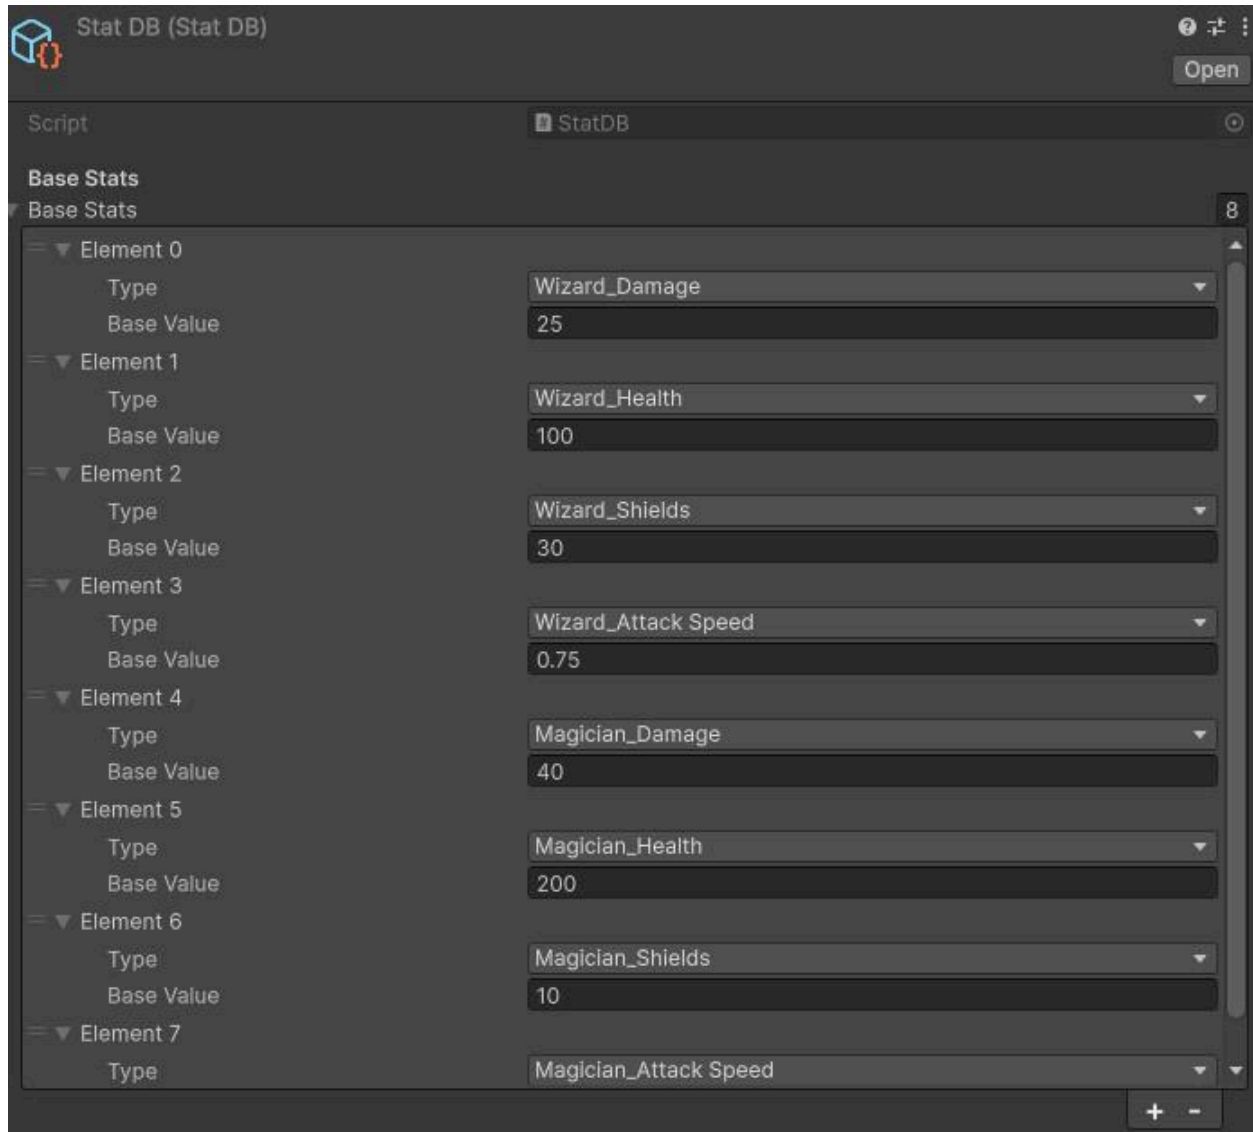 Stat DB (Stat DB)
Open
Script StatDB
Base Stats
Base Stats 8
Element 0
Type Wizard_Damage
Base Value 25
Element 1
Type Wizard_Health
Base Value 100
Element 2
Type Wizard_Shields
Base Value 30
Element 3
Type Wizard_Attack Speed
Base Value 0.75
Element 4
Type Magician_Damage
Base Value 40
Element 5
Type Magician_Health
Base Value 200
Element 6
Type Magician_Shields
Base Value 10
Element 7
Type Magician_Attack Speed
+ -